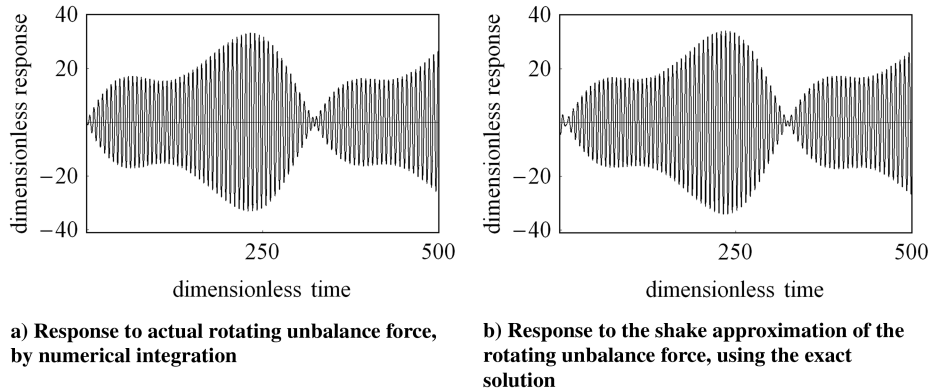 dimensionless response
40
20
0
−20
−40
250
500
dimensionless time
a) Response to actual rotating unbalance force,
by numerical integration
dimensionless response
40
20
0
−20
−40
250
500
dimensionless time
b) Response to the shake approximation of the
rotating unbalance force, using the exact
solution